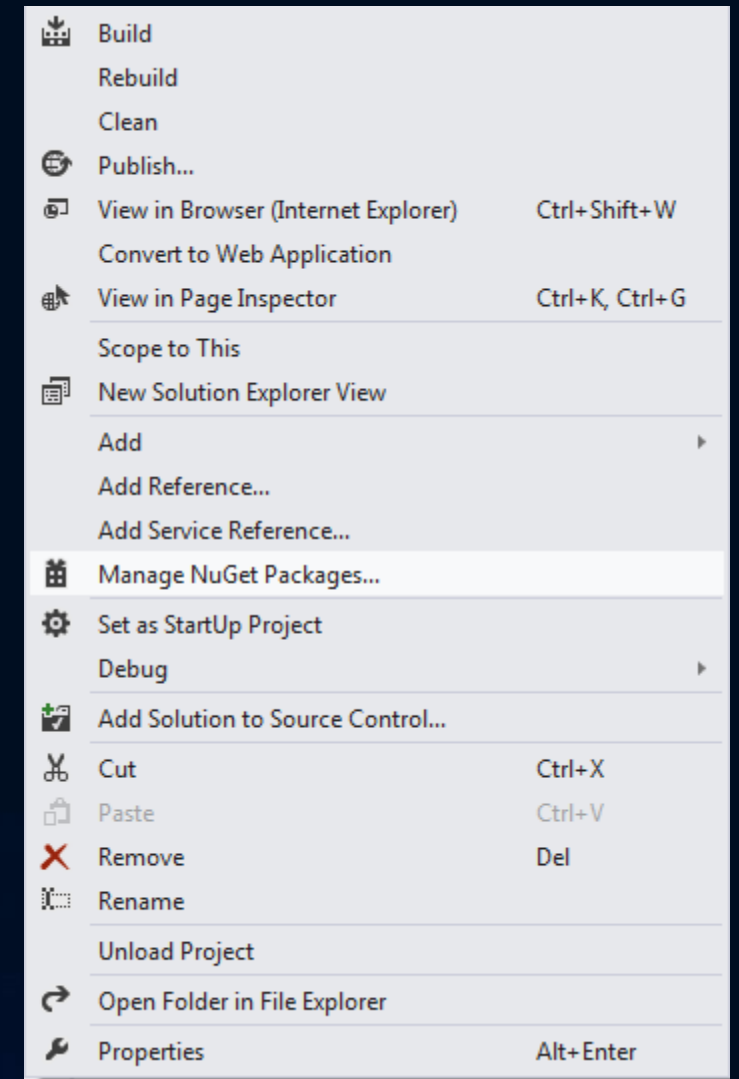 Build
Rebuild
Clean
Publish...
View in Browser (Internet Explorer) Ctrl+Shift+W
Convert to Web Application
View in Page Inspector Ctrl+K, Ctrl+G
Scope to This
New Solution Explorer View
Add
Add Reference...
Add Service Reference...
Manage NuGet Packages...
Set as StartUp Project
Debug
Add Solution to Source Control...
Cut Ctrl+X
Paste Ctrl+V
Remove Del
Rename
Unload Project
Open Folder in File Explorer
Properties Alt+Enter